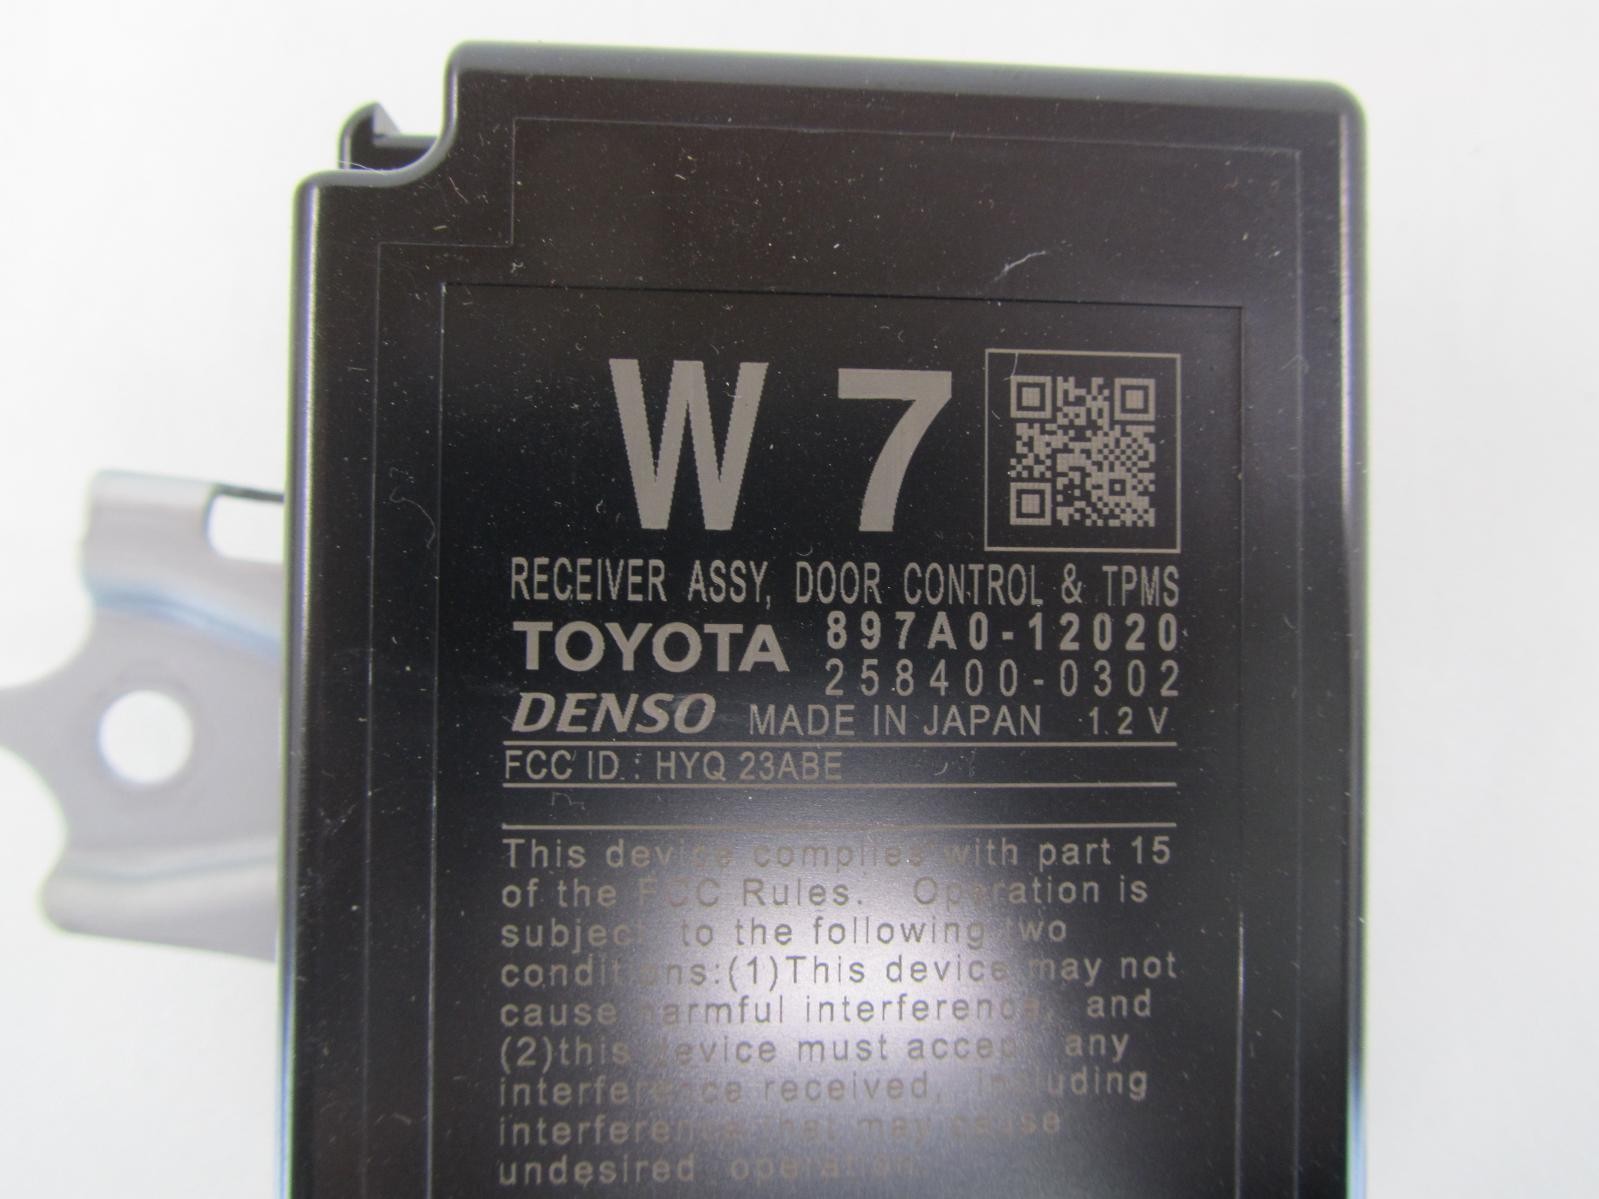 W 7
RECEIVER ASSY, DOOR CONTROL & TPMS
TOYOTA 897A0-12020
258400-0302
DENSO MADE IN JAPAN 12V
FCC ID : HYQ 23ABE
This device complies with part 15
of the FCC Rules. Operation is
subject to the following two
conditions:(1)This device may not
cause harmful interference, and
(2)this device must accept any
interference received, including
interference that may cause
undesired operation.